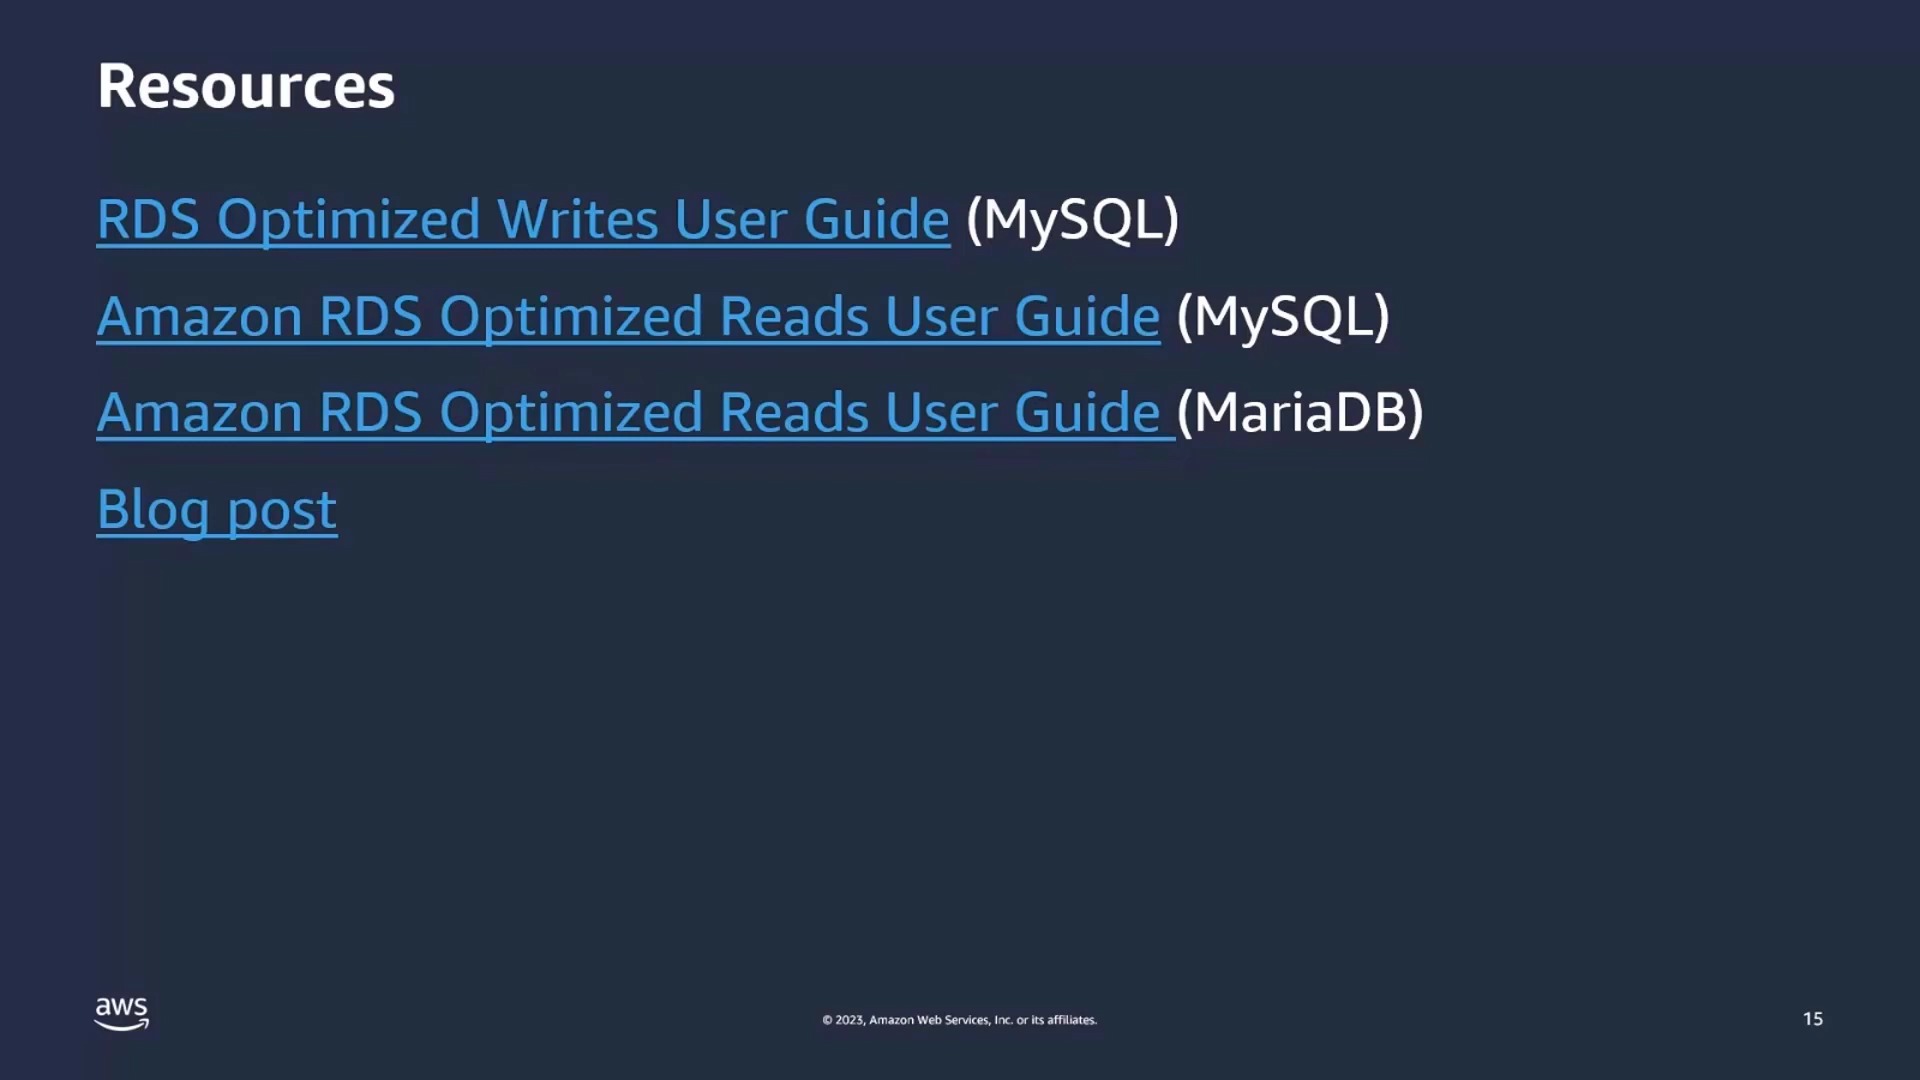 Resources
RDS Optimized Writes User Guide (MySQL)
Amazon RDS Optimized Reads User Guide (MySQL)
Amazon RDS Optimized Reads User Guide (MariaDB)
Blog post
aws
© 2023, Amazon Web Services, Inc. or its affiliates.
15